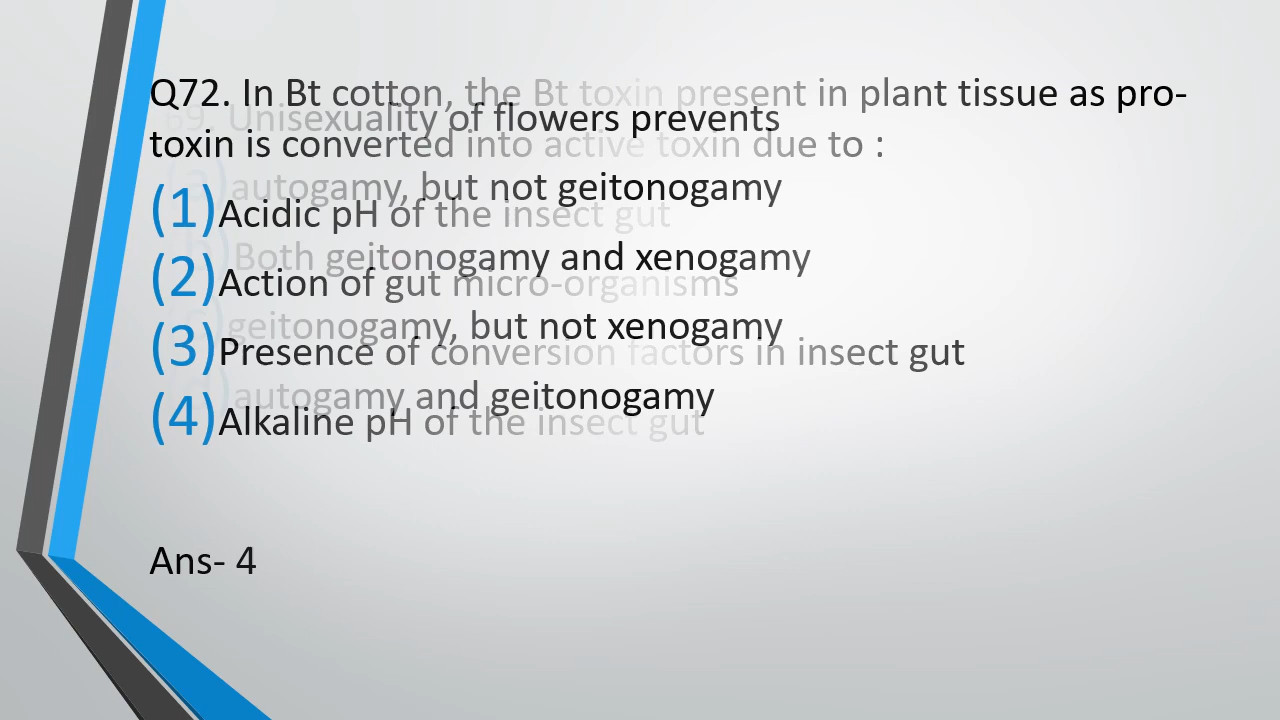 Q72. In Bt cotton, the Bt toxin present in plant tissue as pro-
69. Unisexuality of flowers prevents
toxin is converted into active toxin due to :
autogamy, but not geitonogamy
(1)Acidic pH of the insect gut
Both geitonogamy and xenogamy
(2)Action of gut micro-organisms
geitonogamy, but not xenogamy
(3)Presence of conversion factors in insect gut
autogamy and geitonogamy
(4)Alkaline pH of the insect gut
Ans- 4